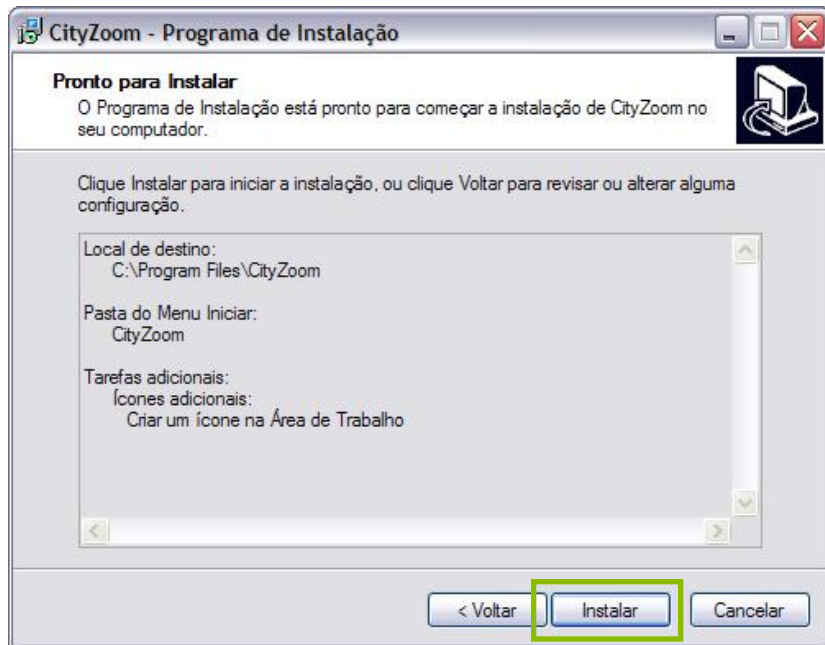 CityZoom - Programa de Instalação
Pronto para Instalar
O Programa de Instalação está pronto para começar a instalação de CityZoom no
seu computador.
Clique Instalar para iniciar a instalação, ou clique Voltar para revisar ou alterar alguma
configuração.
Local de destino:
C:\Program Files\CityZoom
Pasta do Menu Iniciar:
CityZoom
Tarefas adicionais:
Ícones adicionais:
Criar um ícone na Área de Trabalho
< Voltar
Instalar
Cancelar